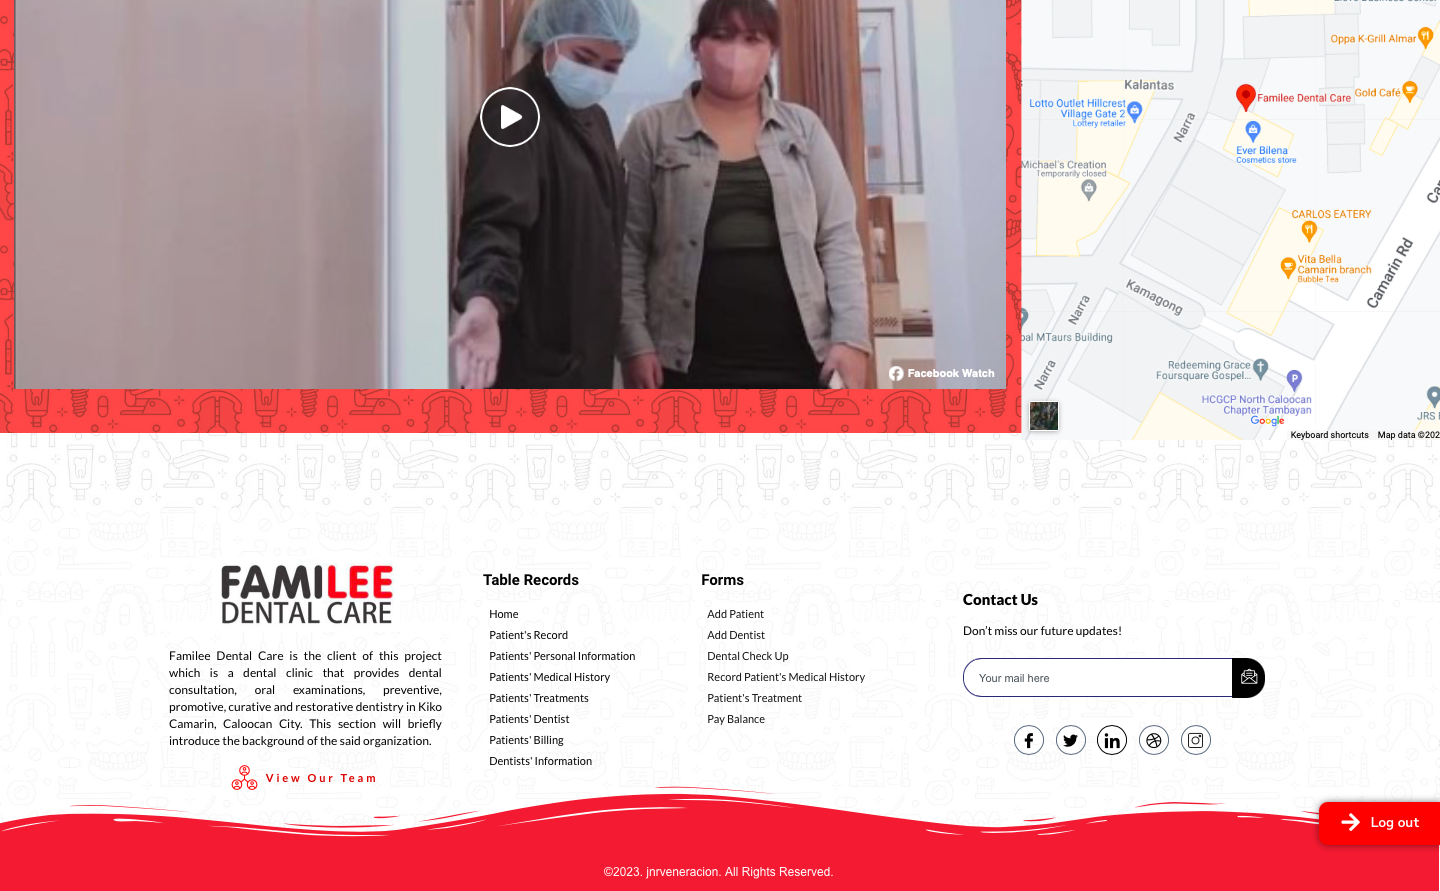 Oppa K-Grill Almar
Kalantas
Lotto Outlet Hillcrest
Village Gate 2
Lottery retailer
Familee Dental Care
Gold Café
Narra
Ever Bilena
Cosmetics store
Michael's Creation
Temporarily closed
CARLOS EATERY
Vita Bella
Camarin branch
Bubble Tea
Camarin Rd
Kamagong
Narra
MTaurs Building
Redeeming Grace
Foursquare Gospel...
Narra
HCGCP North Caloocan
Chapter Tambayan
JRS
Google
Keyboard shortcuts
Map data ©202
Facebook Watch
FAMILEE
DENTAL CARE
Familee Dental Care is the client of this project
which is a dental clinic that provides dental
consultation, oral examinations, preventive,
promotive, curative and restorative dentistry in Kiko
Camarin, Caloocan City. This section will briefly
introduce the background of the said organization.
View Our Team
Table Records
Home
Patient's Record
Patients' Personal Information
Patients' Medical History
Patients' Treatments
Patients' Dentist
Patients' Billing
Dentists' Information
Forms
Add Patient
Add Dentist
Dental Check Up
Record Patient's Medical History
Patient's Treatment
Pay Balance
Contact Us
Don't miss our future updates!
Your mail here
Log out
©2023. jnrveneracion. All Rights Reserved.